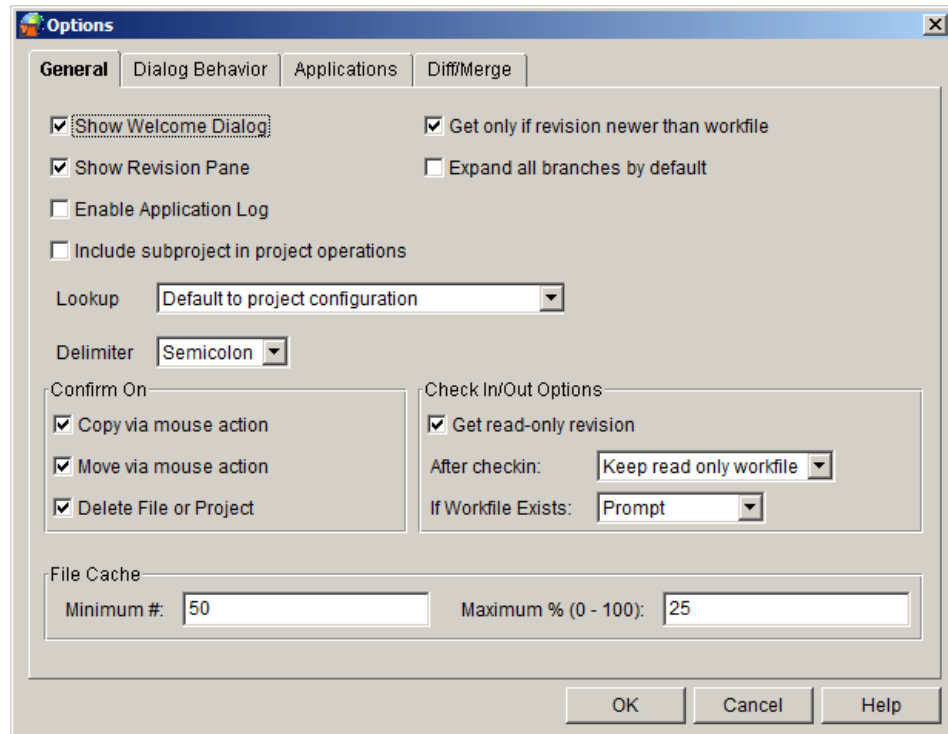 Options
General Dialog Behavior Applications Diff/Merge
Show Welcome Dialog Get only if revision newer than workfile
Show Revision Pane Expand all branches by default
Enable Application Log
Include subproject in project operations
Lookup Default to project configuration
Delimiter Semicolon
Confirm On Check In/Out Options
Copy via mouse action Get read-only revision
Move via mouse action After checkin: Keep read only workfile
Delete File or Project If Workfile Exists: Prompt
File Cache
Minimum #: 50 Maximum % (0 - 100): 25
OK Cancel Help